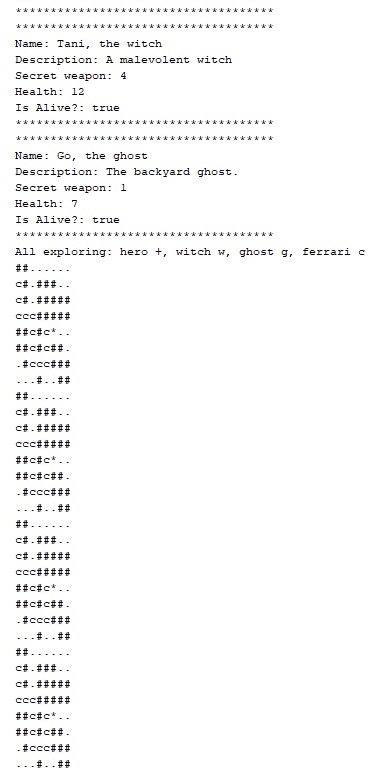 *************************************
*************************************
Name: Tani, the witch
Description: A malevolent witch
Secret weapon: 4
Health: 12
Is Alive?: true
*************************************
*************************************
Name: Go, the ghost
Description: The backyard ghost.
Secret weapon: 1
Health: 7
Is Alive?: true
*************************************
All exploring: hero +, witch w, ghost g, ferrari c
##......
c#.###..
c#.#####
ccc#####
##c#c*..
##c#c##.
.#ccc###
...#..##
##......
c#.###..
c#.#####
ccc#####
##c#c*..
##c#c##.
.#ccc###
...#..##
##......
c#.###..
c#.#####
ccc#####
##c#c*..
##c#c##.
.#ccc###
...#..##
##......
c#.###..
c#.#####
ccc#####
##c#c*..
##c#c##.
.#ccc###
...#..##